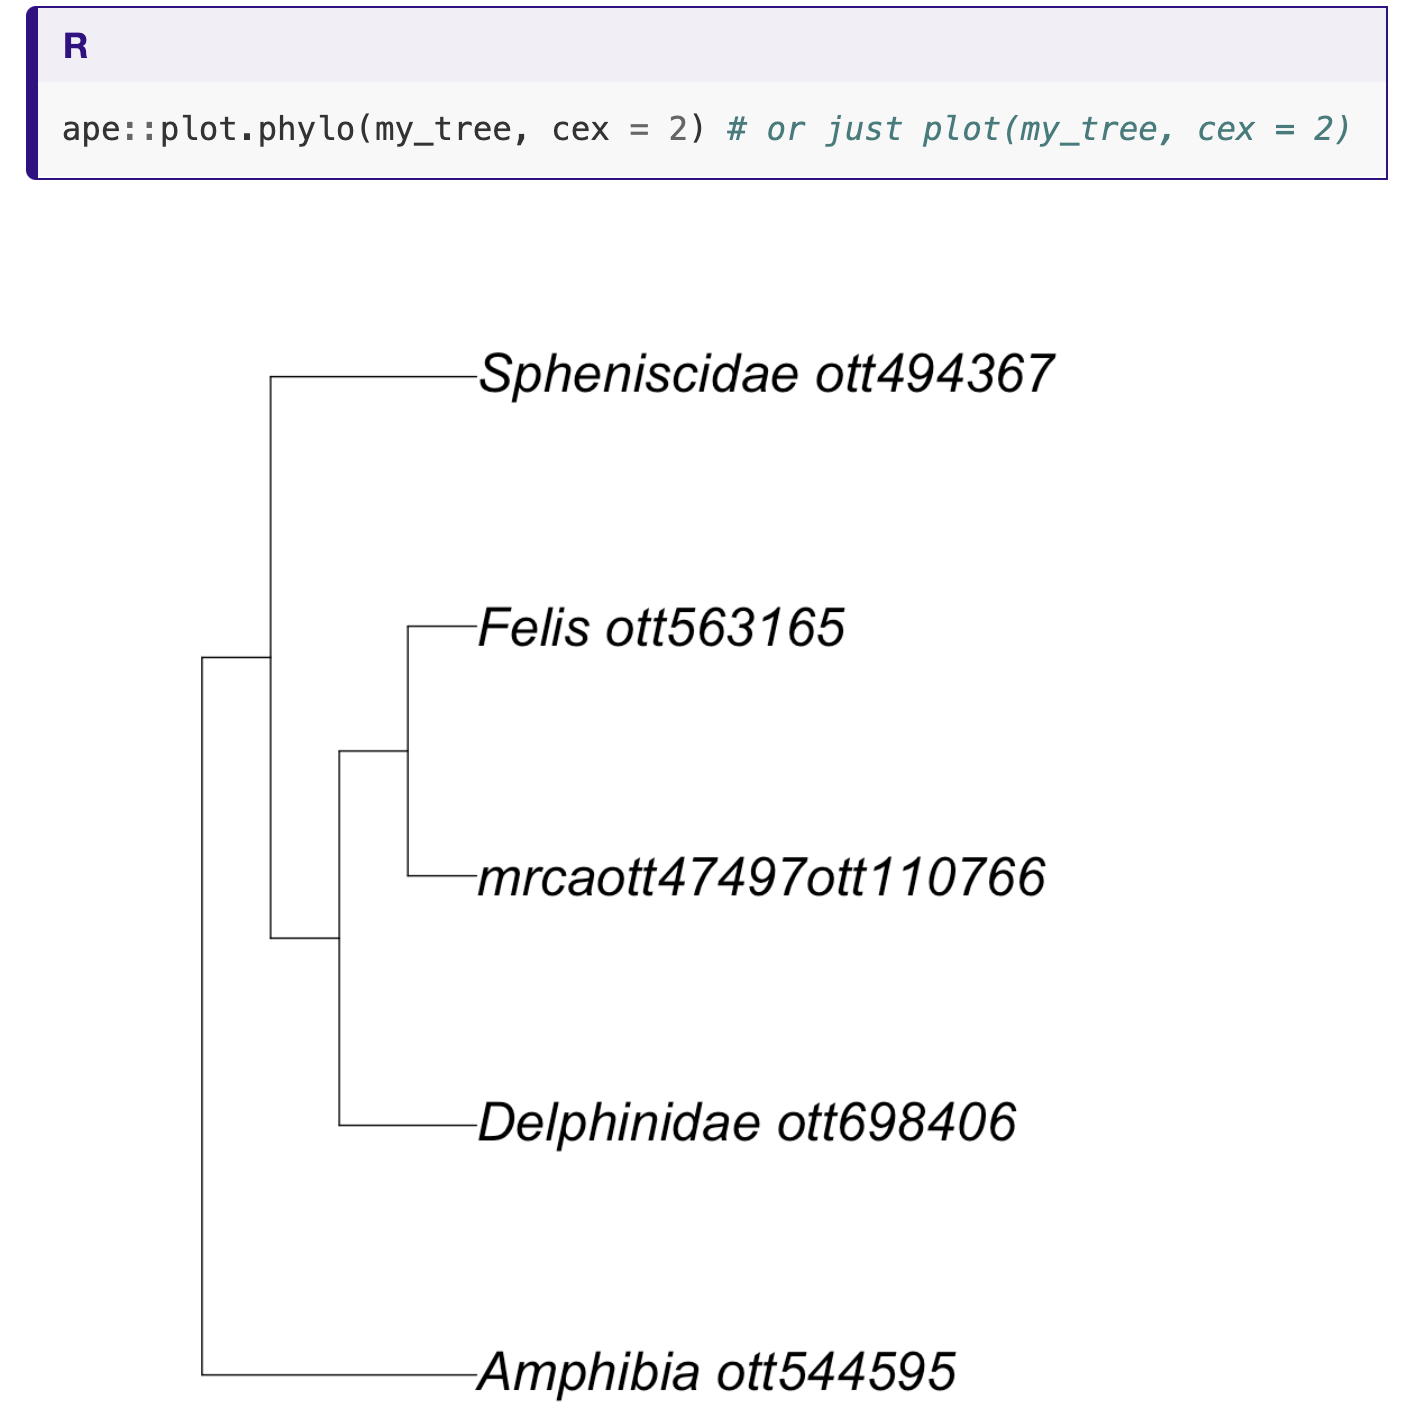 R
ape::plot.phylo(my_tree, cex = 2) # or just plot(my_tree, cex = 2)
Spheniscidae ott494367
Felis ott563165
mrcaott47497ott110766
Delphinidae ott698406
Amphibia ott544595